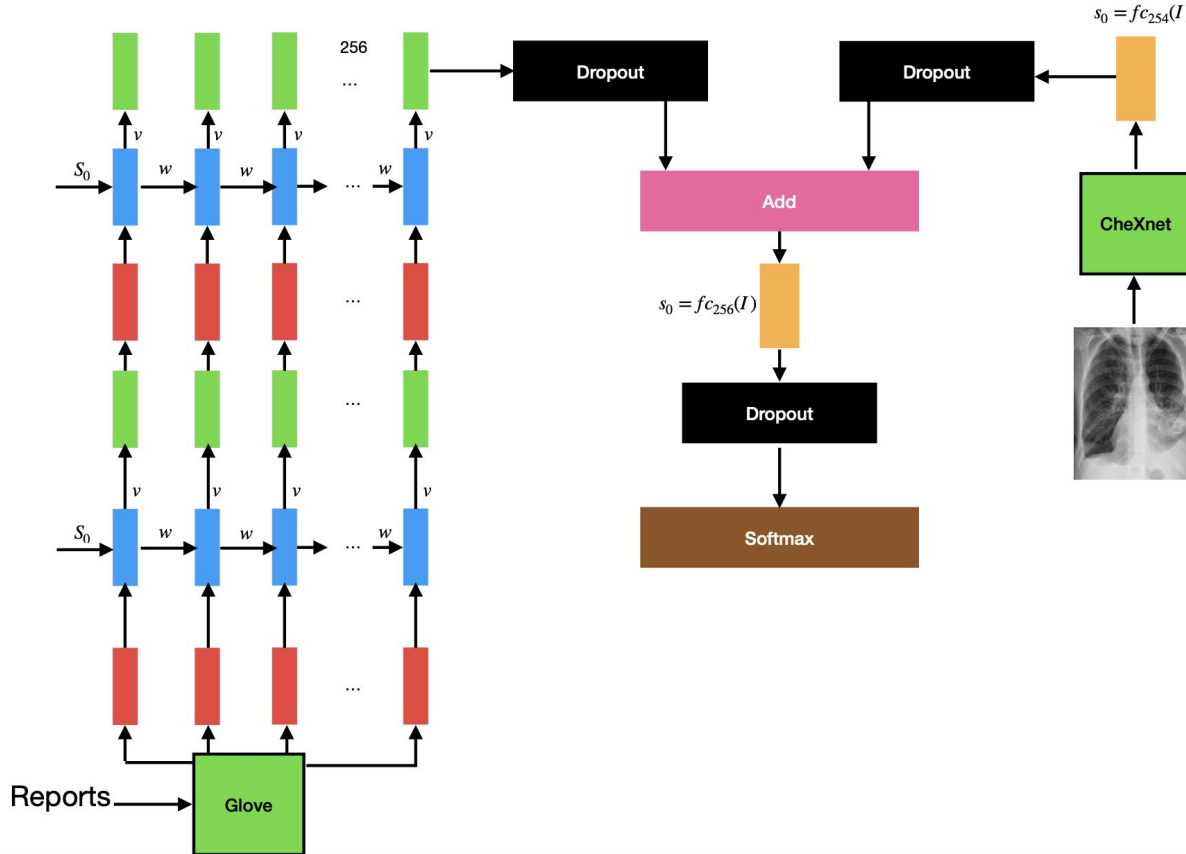 s₀ = fc₂₅₄(I
256
...
Dropout
Dropout
v v v v
S₀ w w ... w
Add
CheXnet
...
s₀ = fc₂₅₆(I)
...
Dropout
v v v v
S₀ w w ... w
Softmax
...
Reports
Glove